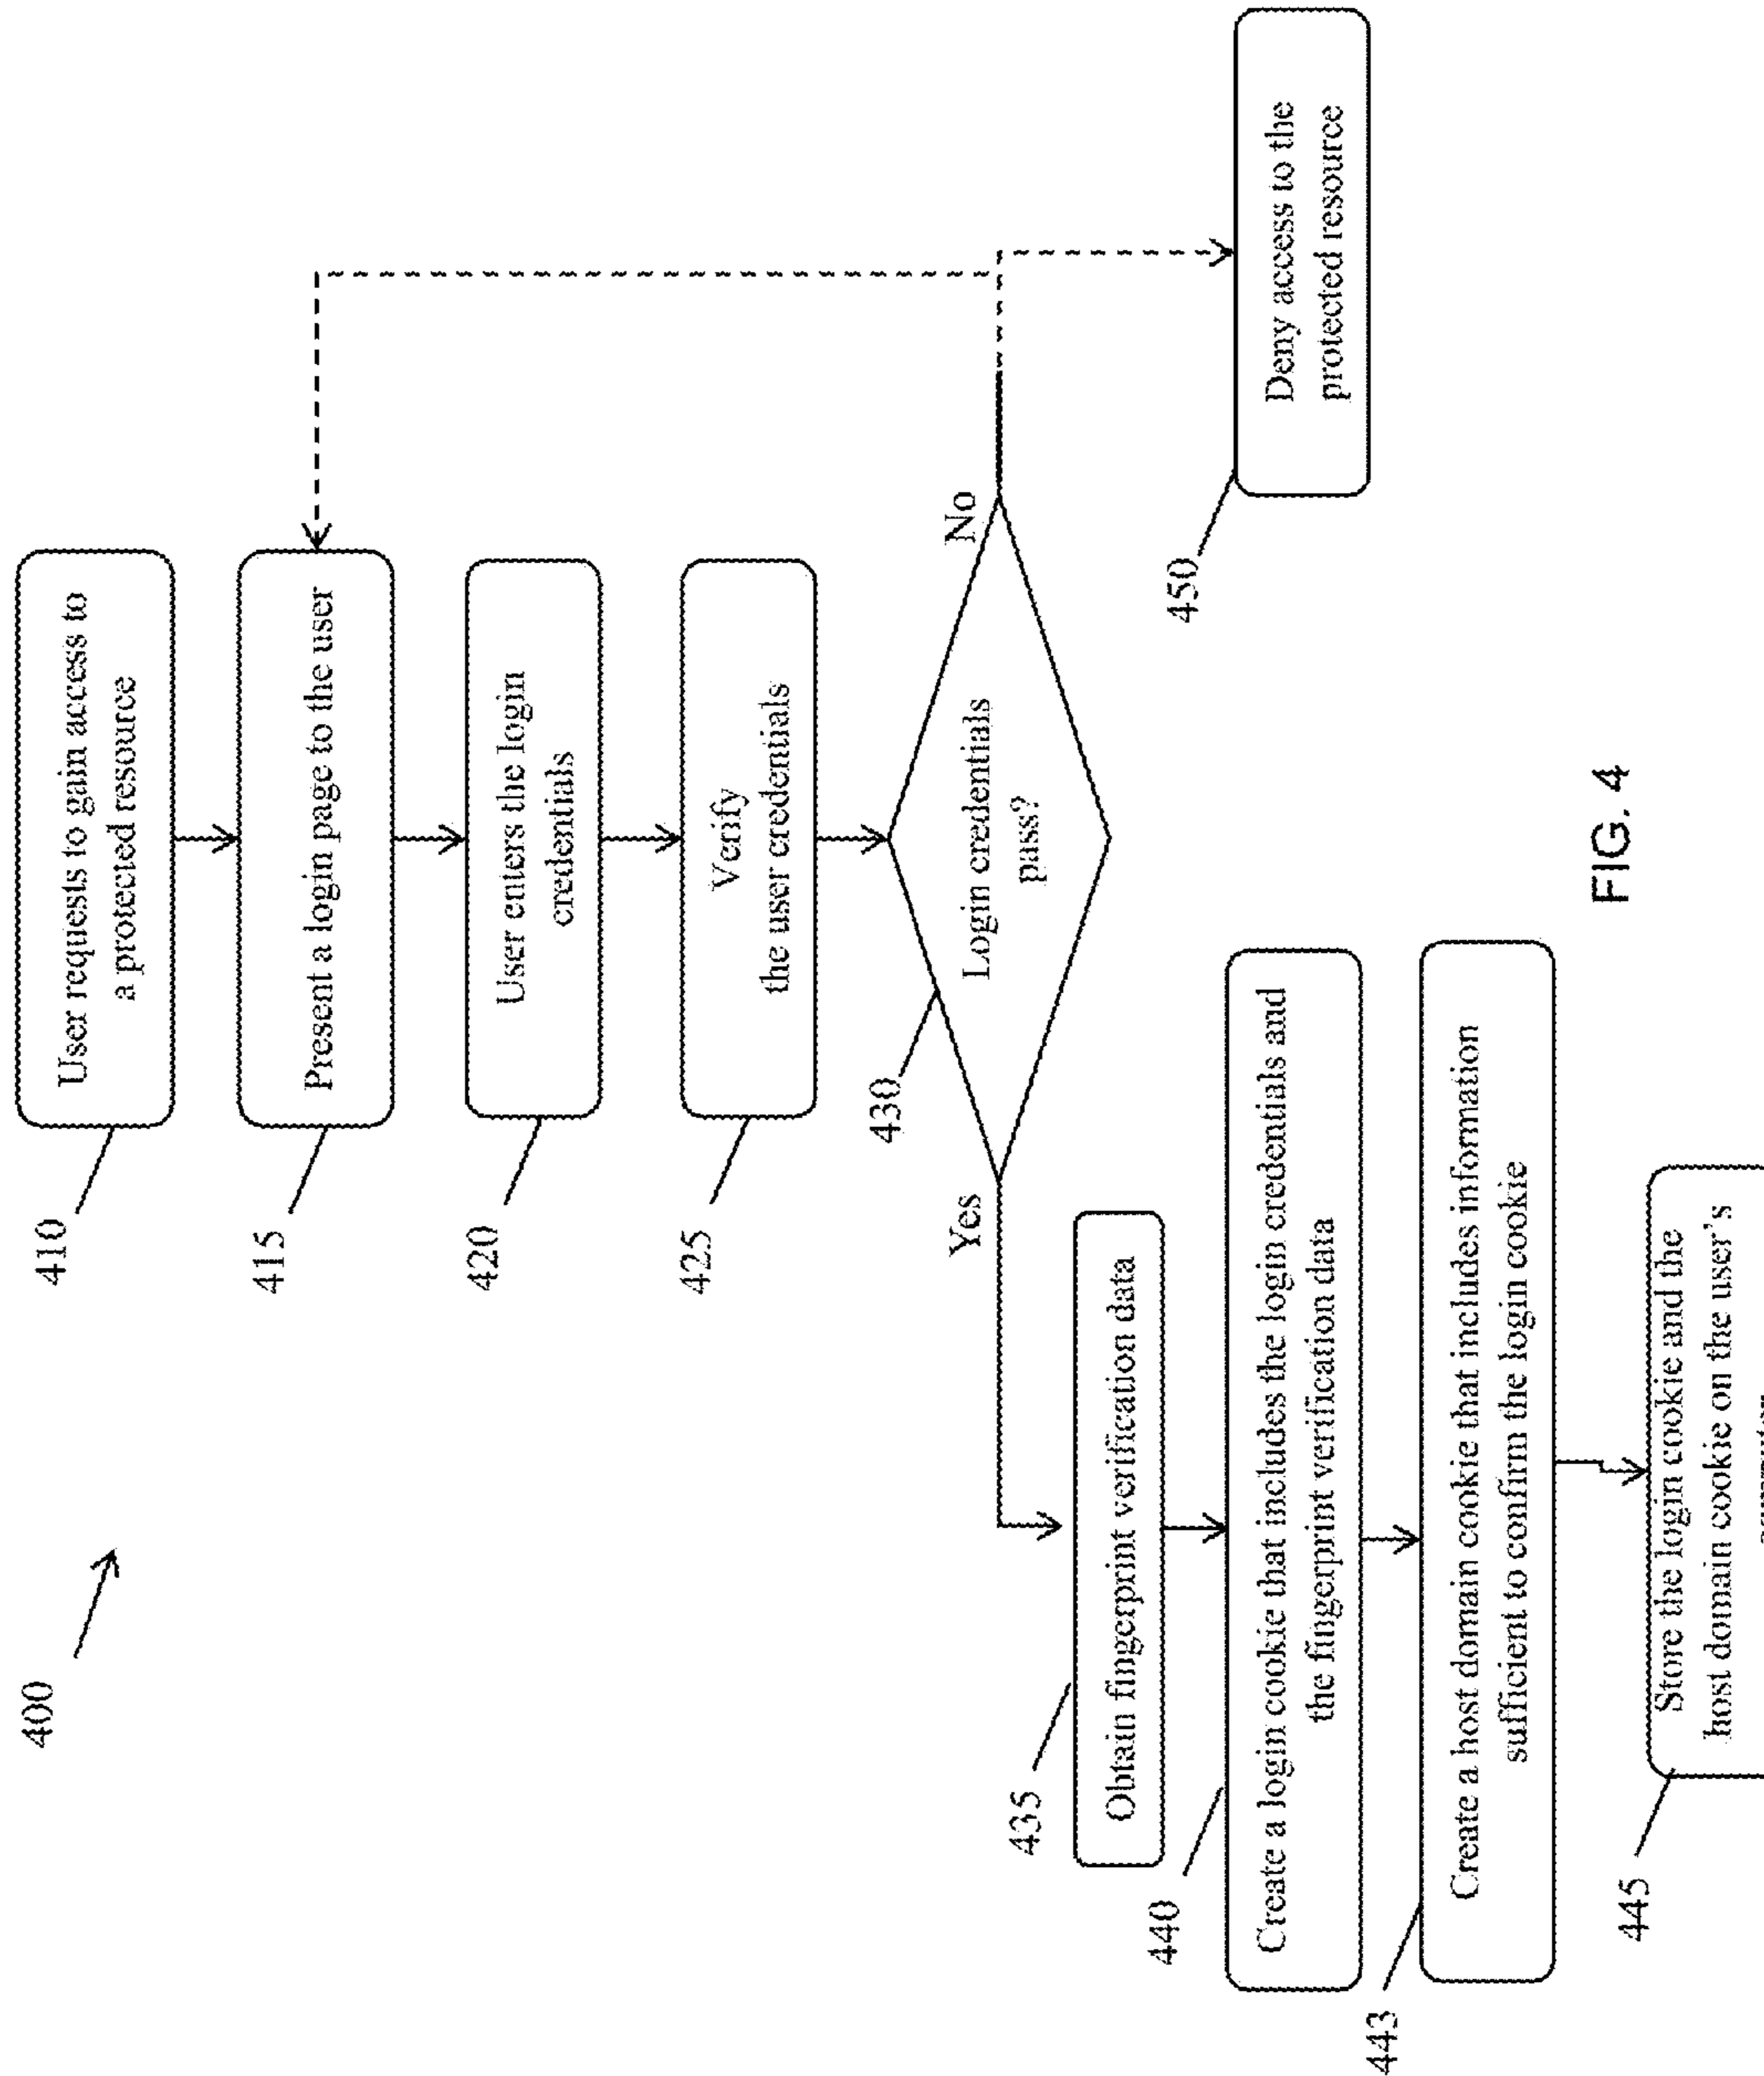 400
410
User requests to gain access to
a protected resource
415
Present a login page to the user
420
User enters the login
credentials
425
Verify
the user credentials
430
Login credentials
pass?
Yes
No
435
Obtain fingerprint verification data
440
Create a login cookie that includes the login credentials and
the fingerprint verification data
443
Create a host domain cookie that includes information
sufficient to confirm the login cookie
445
Store the login cookie and the
host domain cookie on the user's
450
Deny access to the
protected resource
FIG. 4